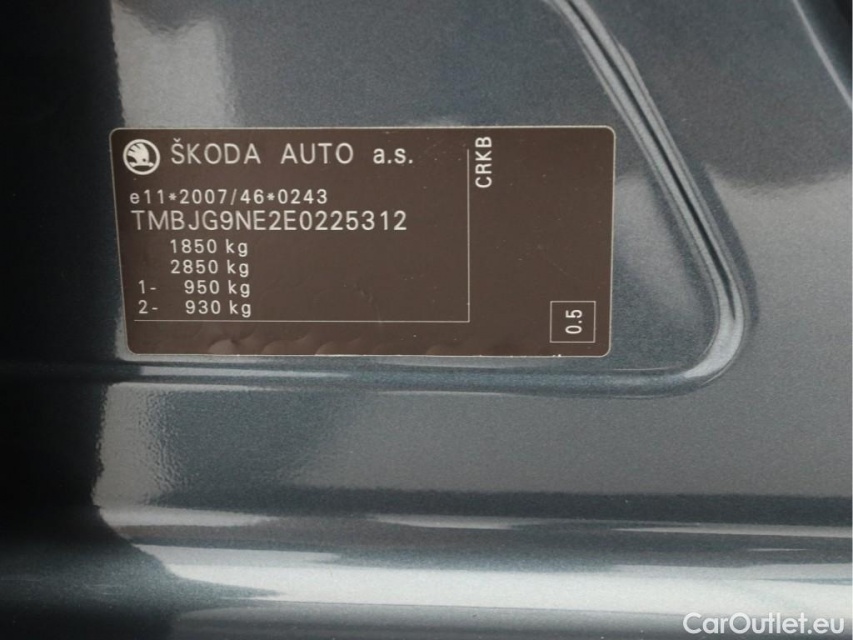 ŠKODA AUTO a.s.
e11*2007/46*0243
TMBJG9NE2E0225312
1850 kg
2850 kg
1- 950 kg
2- 930 kg
CRKB
0.5
CarOutlet.eu